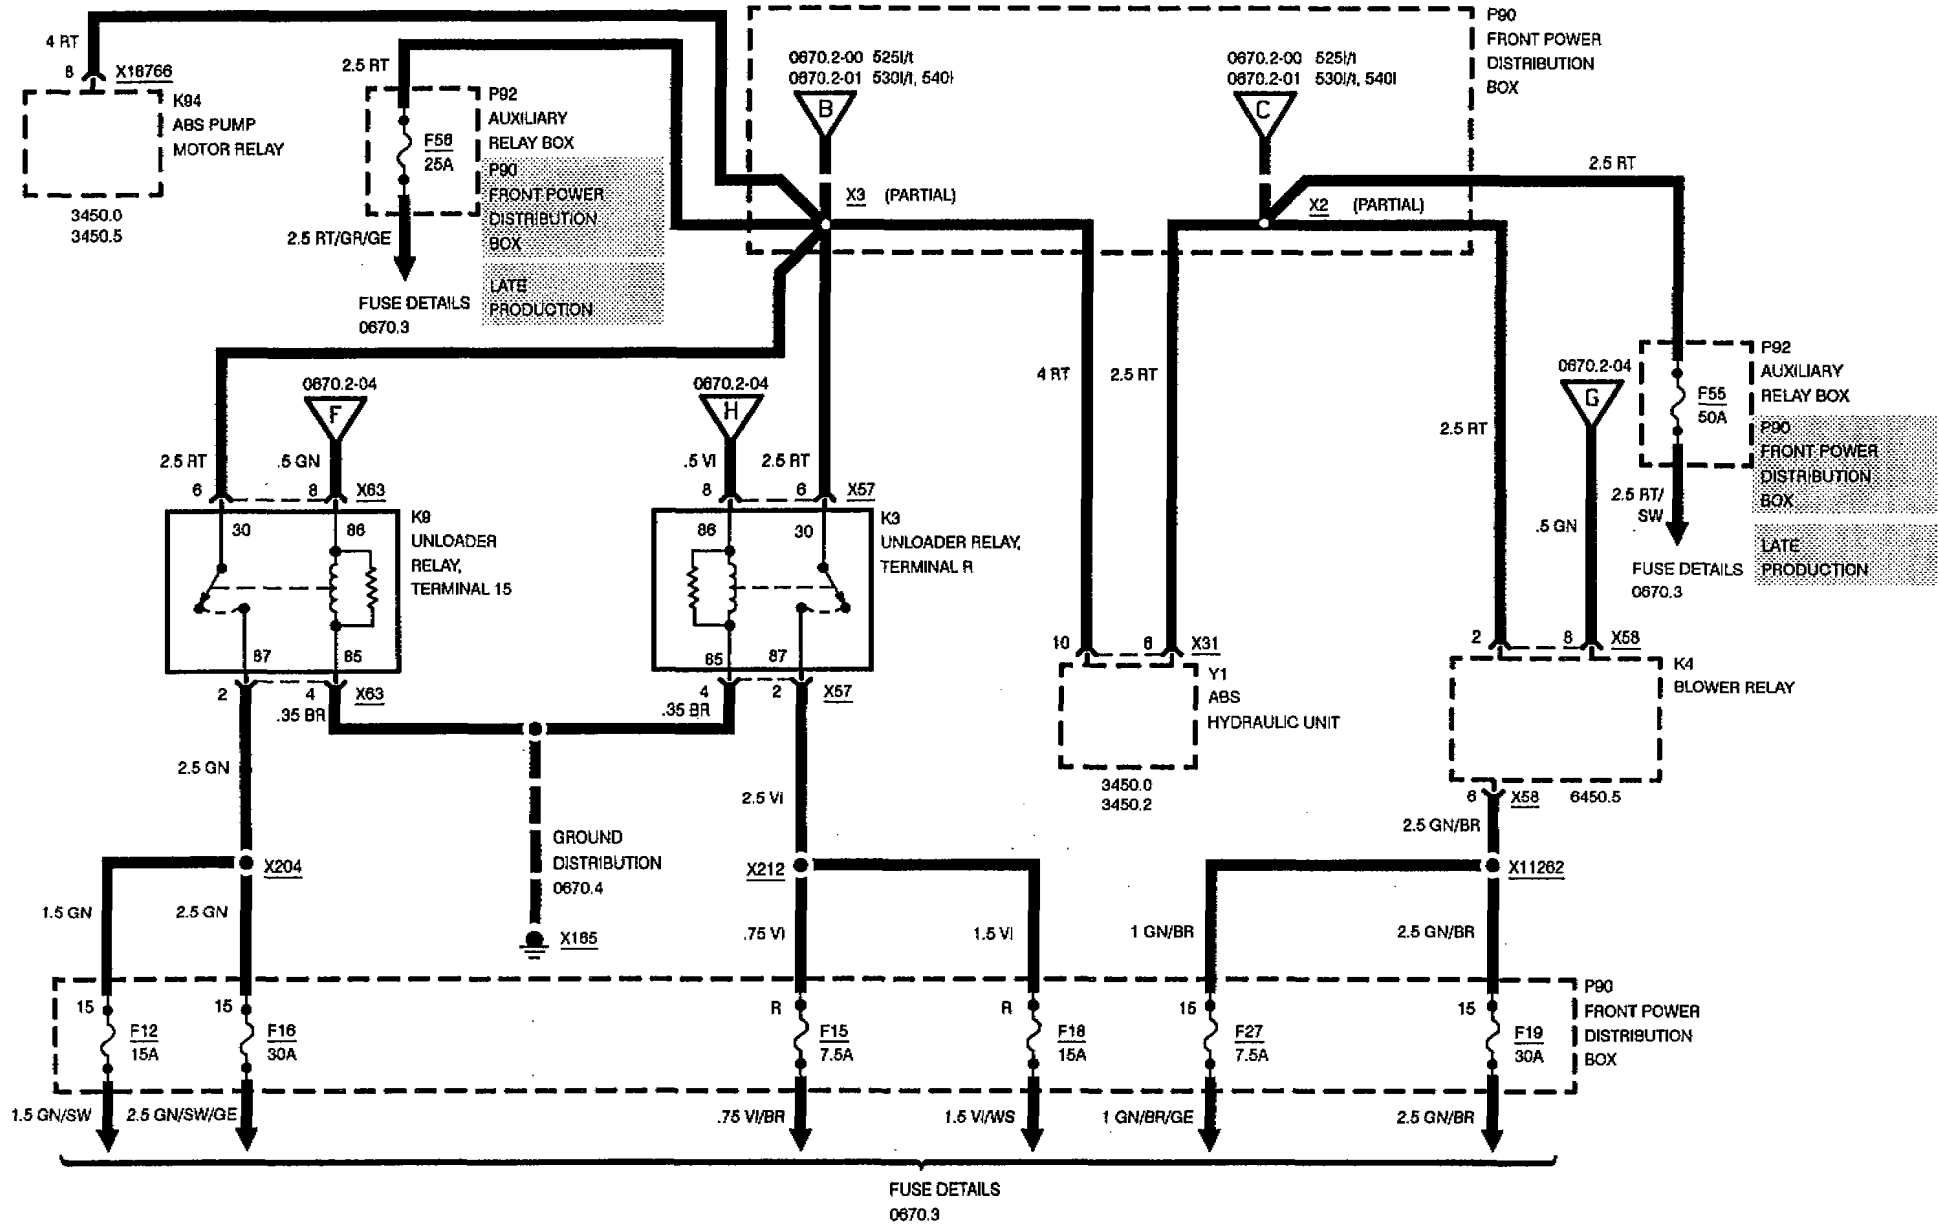 4 RT
8 X18766
K94
ABS PUMP
MOTOR RELAY
3450.0
3450.5
2.5 RT
P92
AUXILIARY
RELAY BOX
F56
25A
P90
FRONT POWER
DISTRIBUTION
BOX
LATE
PRODUCTION
2.5 RT/GR/GE
FUSE DETAILS
0670.3
0670.2-00 525i/t
0670.2-01 530i/t, 540i
B
X3 (PARTIAL)
0670.2-00 525i/t
0670.2-01 530i/t, 540i
C
X2 (PARTIAL)
P90
FRONT POWER
DISTRIBUTION
BOX
2.5 RT
P92
AUXILIARY
RELAY BOX
F55
50A
P90
FRONT POWER
DISTRIBUTION
BOX
LATE
PRODUCTION
2.5 RT/
SW
FUSE DETAILS
0670.3
0670.2-04
F
0670.2-04
H
4 RT
2.5 RT
2.5 RT
0670.2-04
G
.5 GN
2.5 RT
.5 GN
6 8 X63
30 86
K9
UNLOADER
RELAY,
TERMINAL 15
87 85
2 4 X63
.35 BR
.5 VI
2.5 RT
8 6 X57
86 30
K3
UNLOADER RELAY,
TERMINAL R
85 87
4 2 X57
.35 BR
10 6 X31
Y1
ABS
HYDRAULIC UNIT
3450.0
3450.2
2 8 X58
K4
BLOWER RELAY
6 X58
6450.5
2.5 GN
2.5 VI
2.5 GN/BR
GROUND
DISTRIBUTION
0670.4
X165
X204
X212
X11262
1.5 GN
2.5 GN
.75 VI
1.5 VI
1 GN/BR
2.5 GN/BR
P90
FRONT POWER
DISTRIBUTION
BOX
15 F12
15A
15 F16
30A
R F15
7.5A
R F18
15A
15 F27
7.5A
15 F19
30A
1.5 GN/SW
2.5 GN/SW/GE
.75 VI/BR
1.5 VI/WS
1 GN/BR/GE
2.5 GN/BR
FUSE DETAILS
0670.3